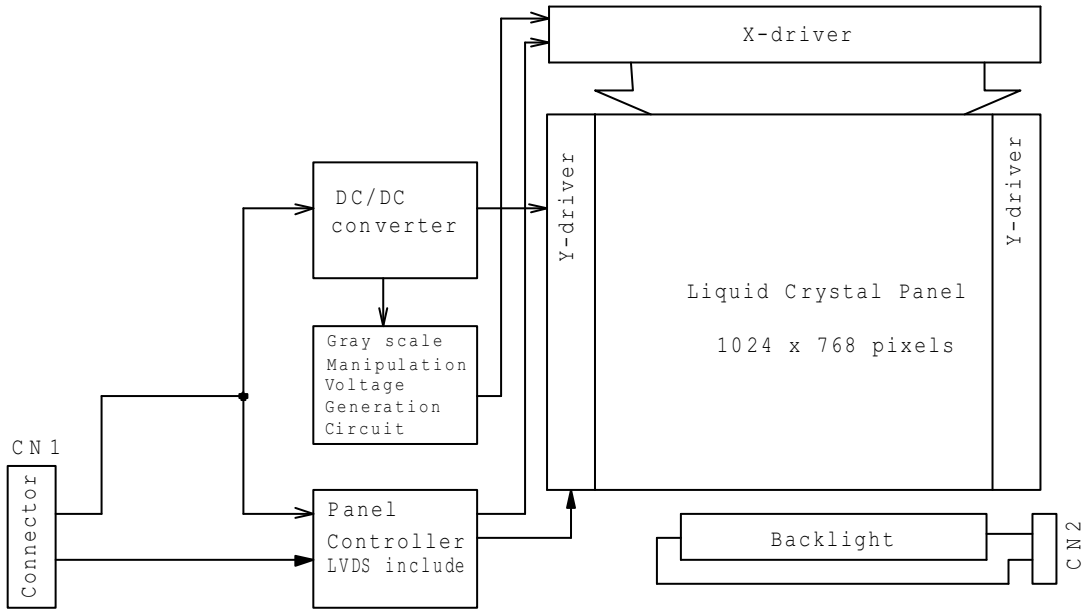 X-driver
Y-driver
Y-driver
DC/DC
converter
Liquid Crystal Panel
1024 x 768 pixels
Gray scale
Manipulation
Voltage
Generation
Circuit
CN1
Connector
Panel
Controller
LVDS include
Backlight
CN2